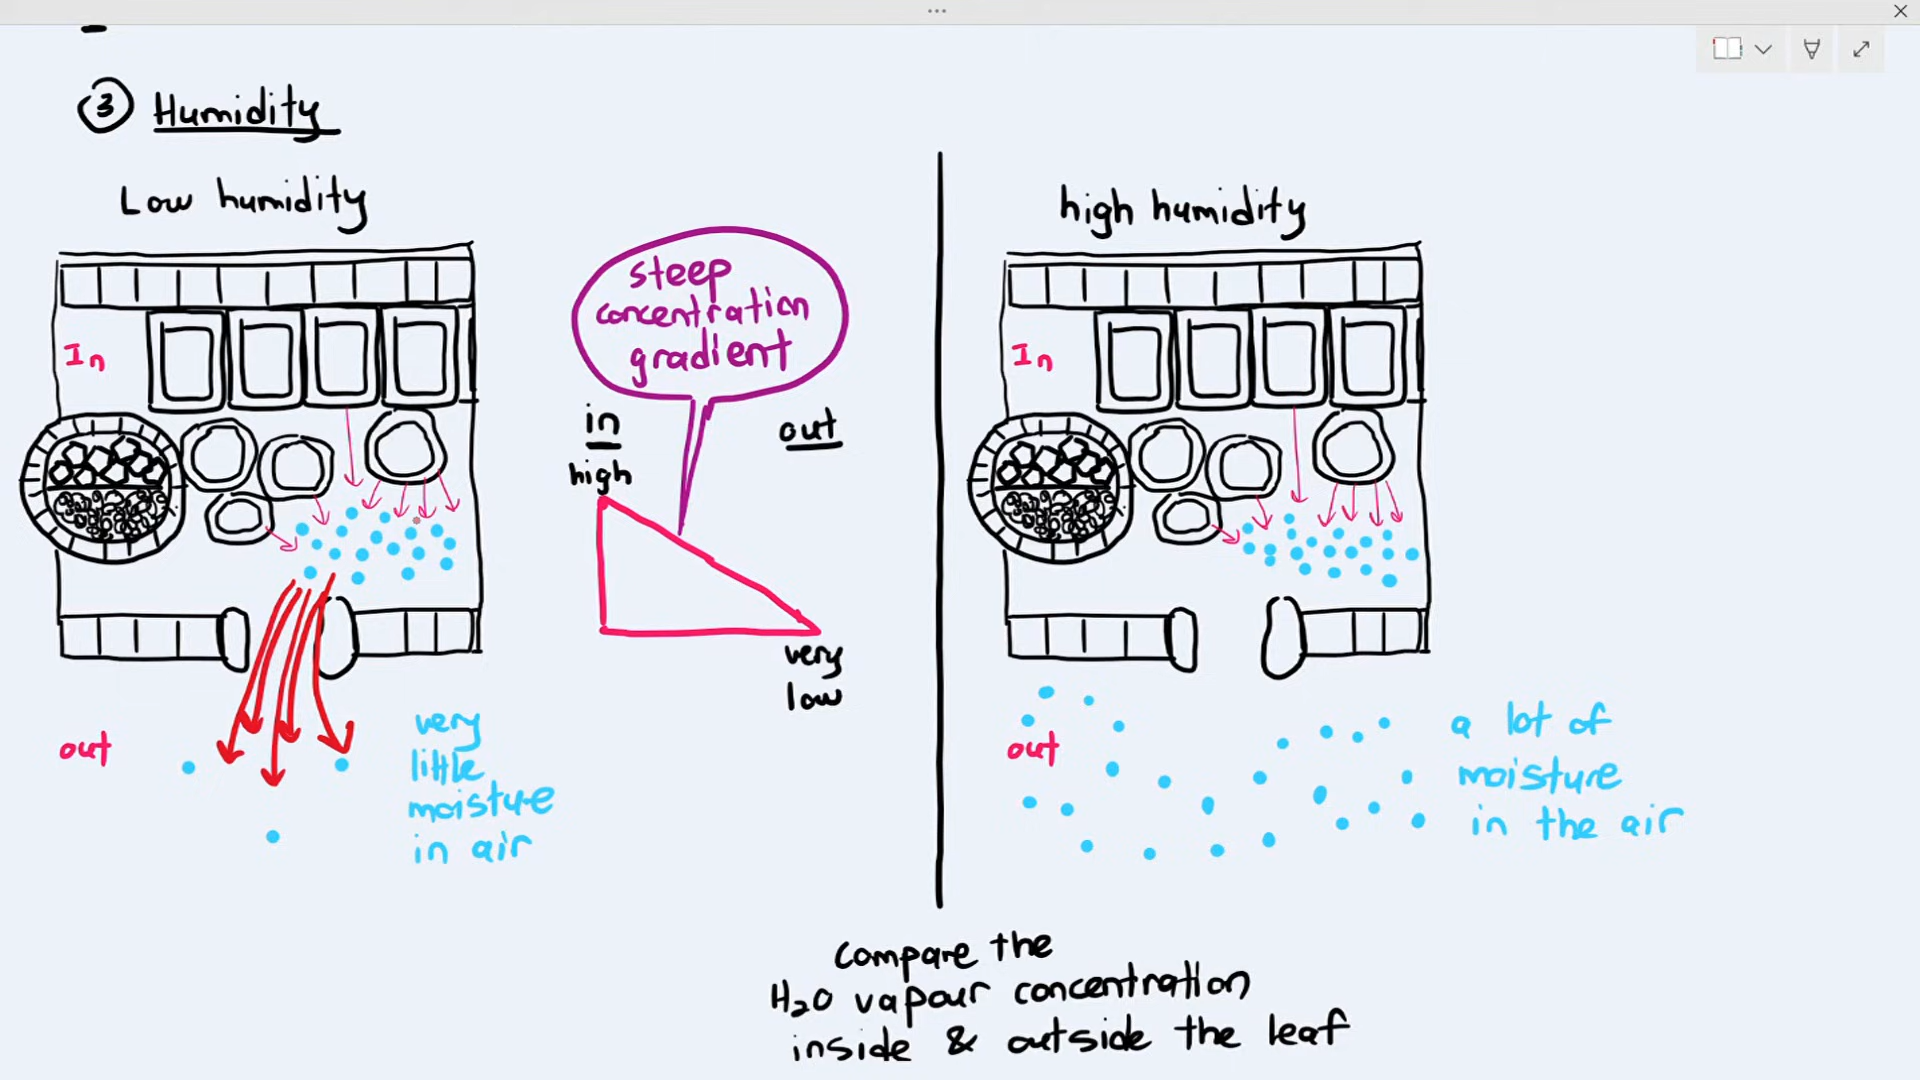 ③ Humidity
Low humidity
In
out
very
little
moisture
in air
steep
concentration
gradient
in
high
out
very
low
high humidity
In
out
a lot of
moisture
in the air
Compare the
H₂O vapour concentration
inside & outside the leaf